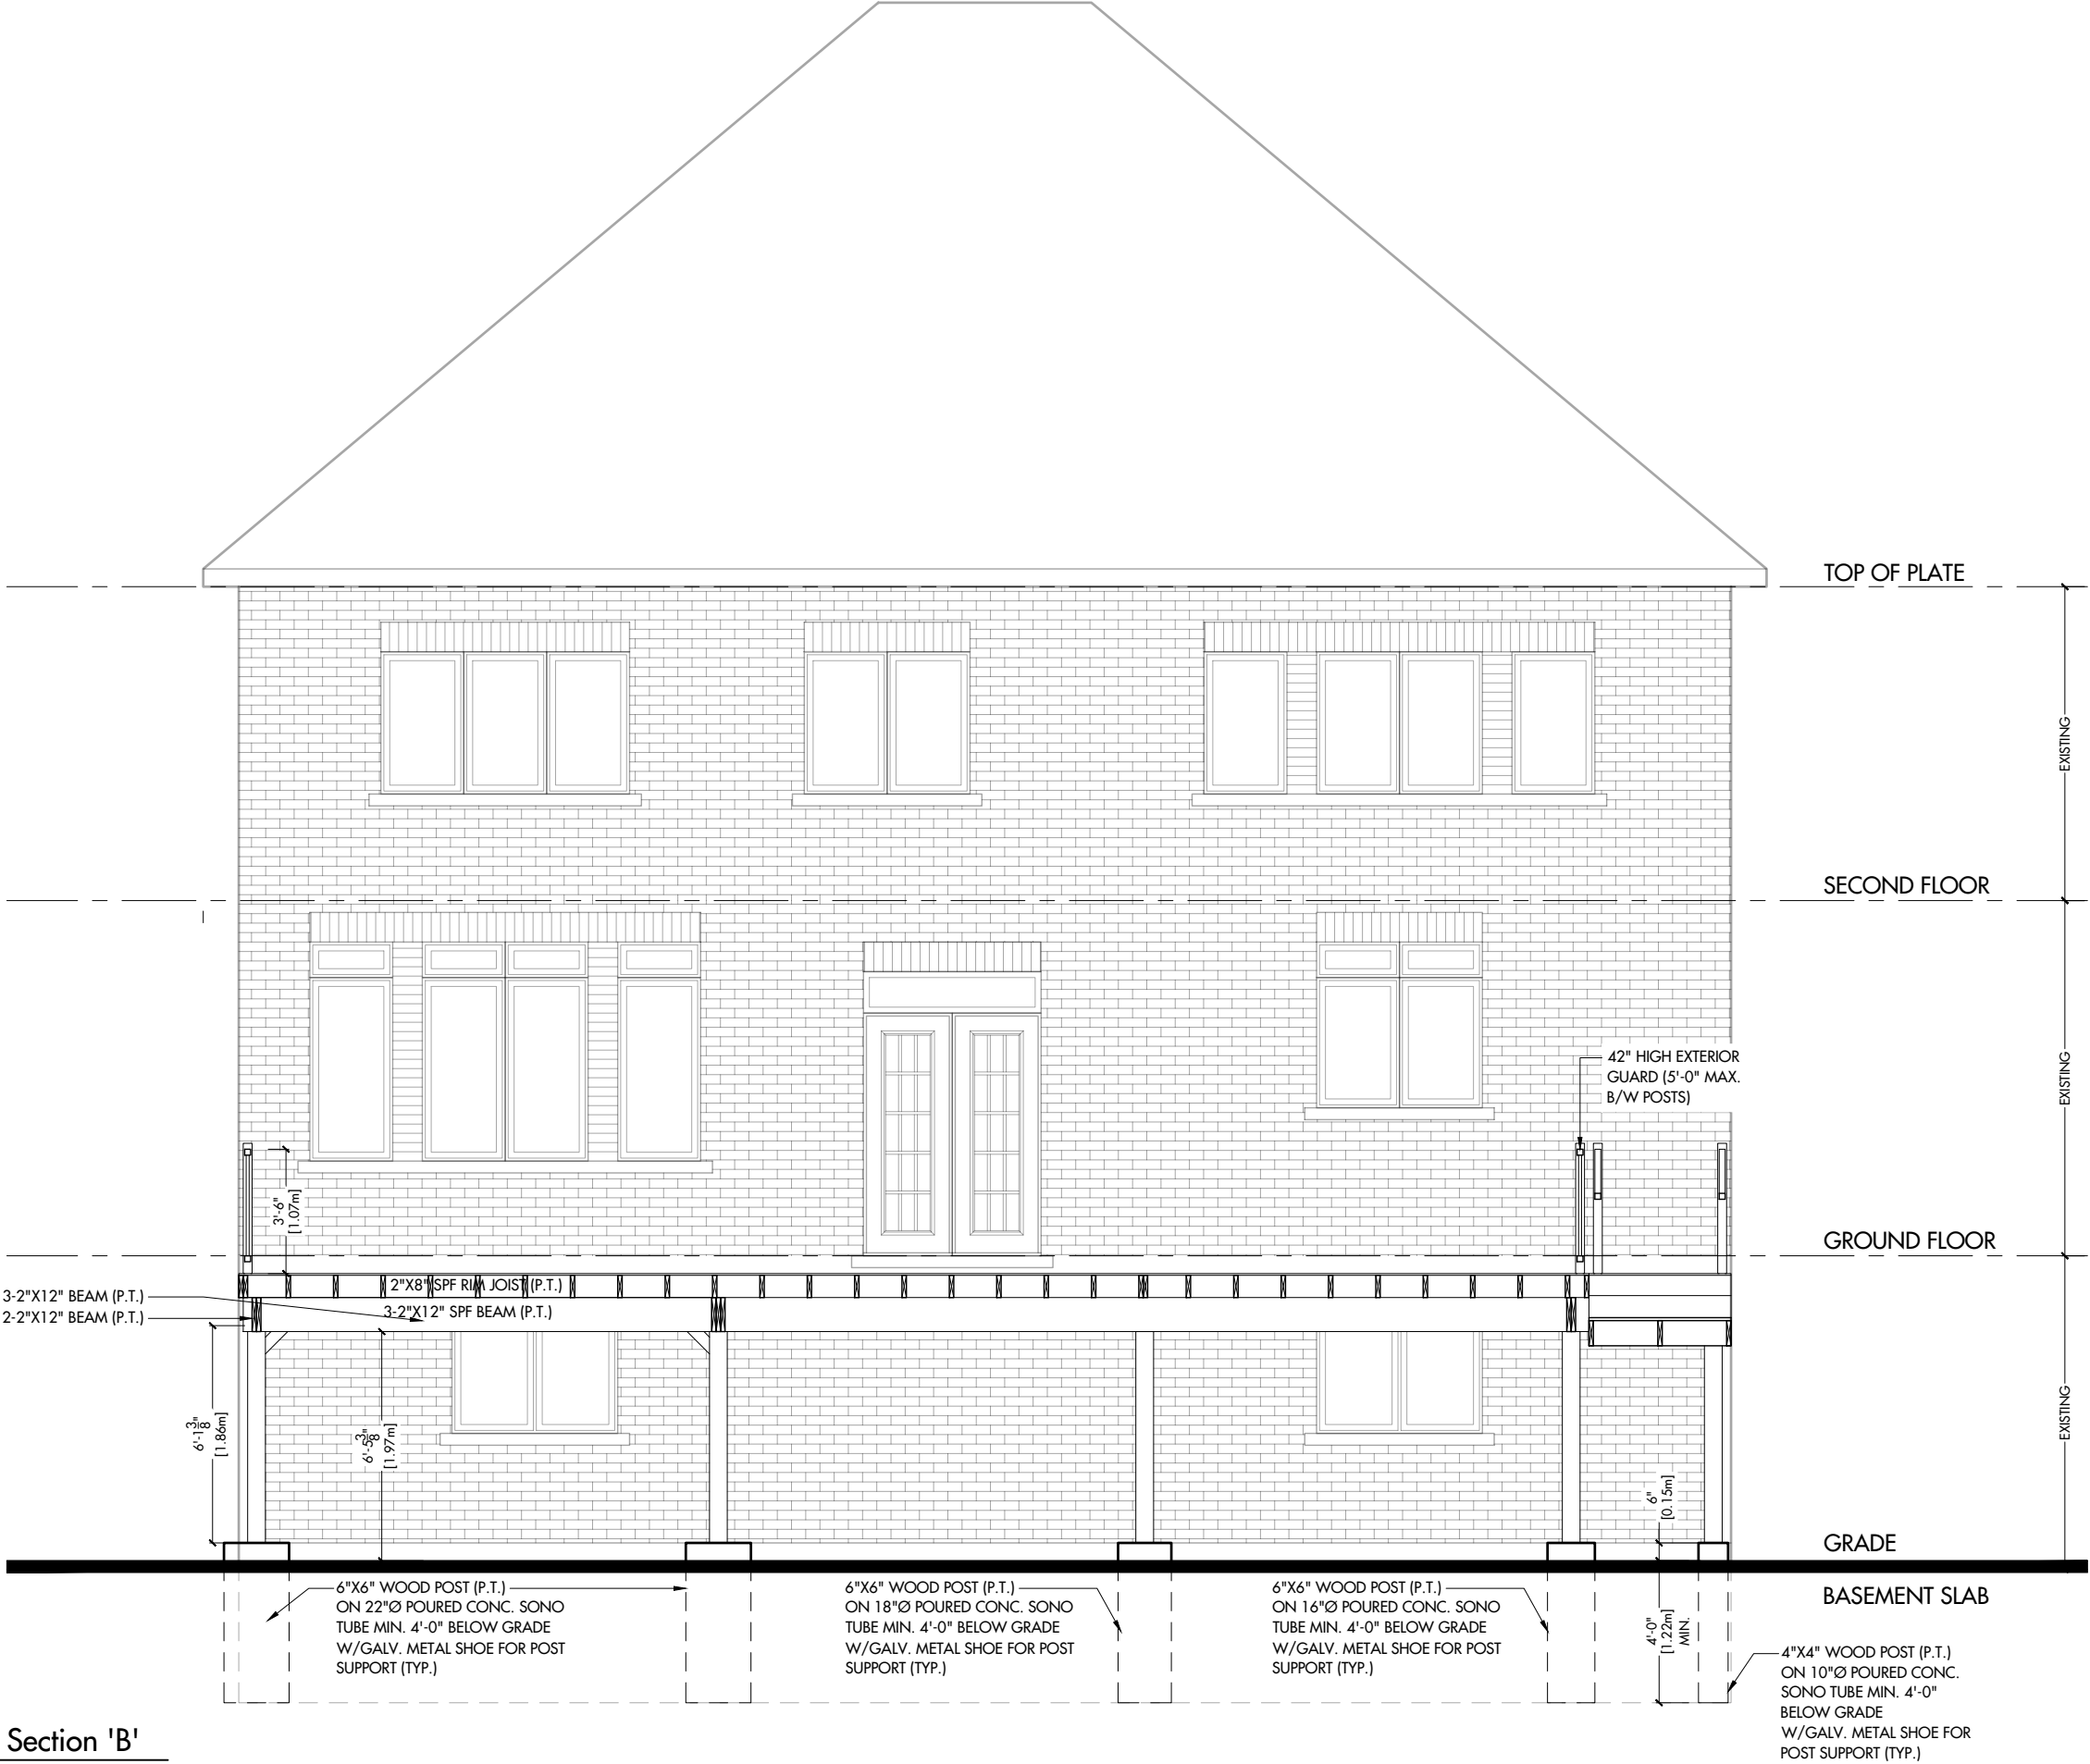 TOP OF PLATE
EXISTING
SECOND FLOOR
42" HIGH EXTERIOR
GUARD (5'-0" MAX.
B/W POSTS)
EXISTING
3'-6"
[1.07m]
GROUND FLOOR
2"X8" SPF RIM JOIST (P.T.)
3-2"X12" BEAM (P.T.)
3-2"X12" SPF BEAM (P.T.)
2-2"X12" BEAM (P.T.)
6'-1 3/8"
[1.86m]
6'-5 3/8"
[1.97m]
EXISTING
6"
[0.15m]
GRADE
BASEMENT SLAB
6"X6" WOOD POST (P.T.)
ON 22"Ø POURED CONC. SONO
TUBE MIN. 4'-0" BELOW GRADE
W/GALV. METAL SHOE FOR POST
SUPPORT (TYP.)
6"X6" WOOD POST (P.T.)
ON 18"Ø POURED CONC. SONO
TUBE MIN. 4'-0" BELOW GRADE
W/GALV. METAL SHOE FOR POST
SUPPORT (TYP.)
6"X6" WOOD POST (P.T.)
ON 16"Ø POURED CONC. SONO
TUBE MIN. 4'-0" BELOW GRADE
W/GALV. METAL SHOE FOR POST
SUPPORT (TYP.)
4'-0"
[1.22m]
MIN.
4"X4" WOOD POST (P.T.)
ON 10"Ø POURED CONC.
SONO TUBE MIN. 4'-0"
BELOW GRADE
W/GALV. METAL SHOE FOR
POST SUPPORT (TYP.)
Section 'B'